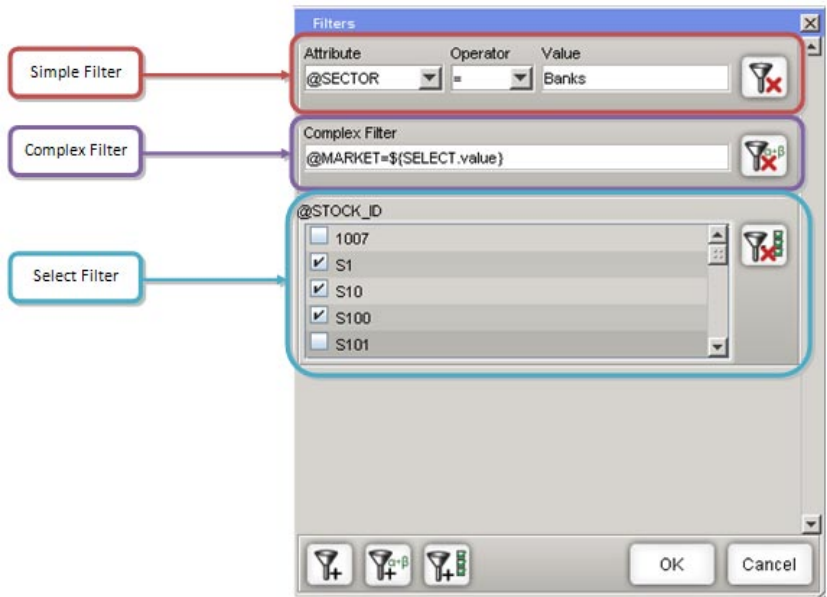 Filters
Simple Filter
Attribute Operator Value
@SECTOR = Banks
Complex Filter
Complex Filter
@MARKET=${SELECT.value}
α+β
@STOCK_ID
1007
S1
Select Filter
S10
S100
S101
α+β
OK Cancel